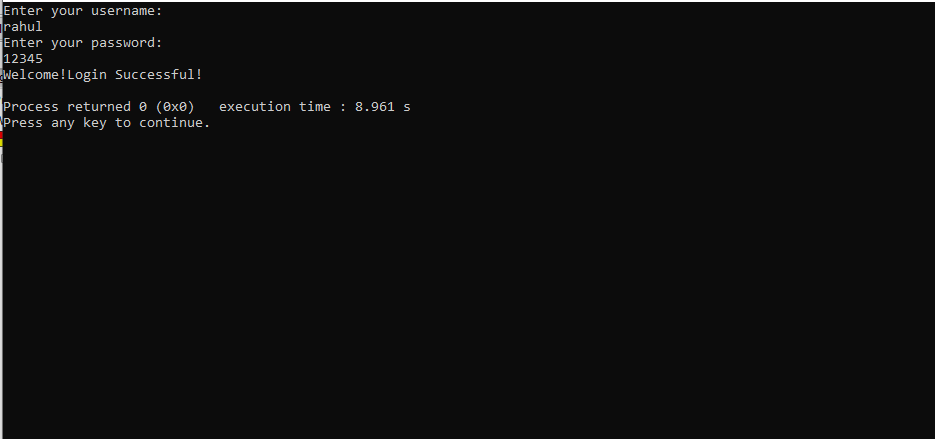 Enter your username:
rahul
Enter your password:
12345
Welcome!Login Successful!
Process returned 0 (0x0)   execution time : 8.961 s
Press any key to continue.